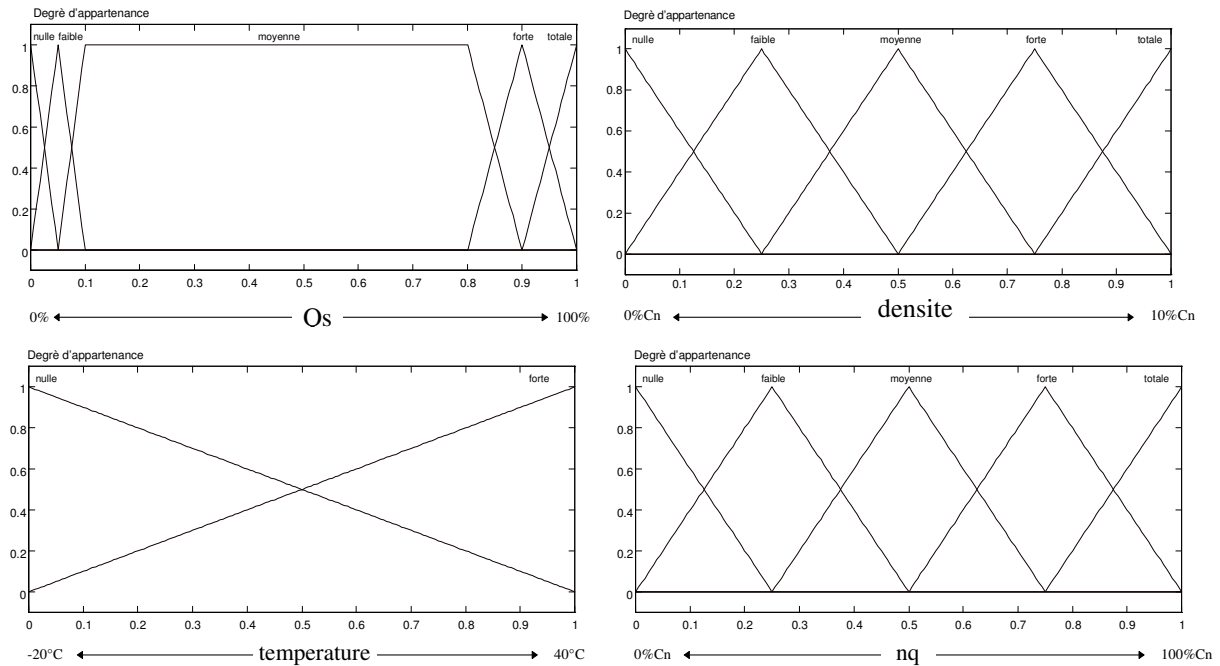 Degrè d'appartenance
nulle faible moyenne forte totale
1
0.8
0.6
0.4
0.2
0
0 0.1 0.2 0.3 0.4 0.5 0.6 0.7 0.8 0.9 1
0% Os 100%
Degrè d'appartenance
nulle faible moyenne forte totale
1
0.8
0.6
0.4
0.2
0
0 0.1 0.2 0.3 0.4 0.5 0.6 0.7 0.8 0.9 1
0%Cn densite 10%Cn
Degrè d'appartenance
nulle forte
1
0.8
0.6
0.4
0.2
0
0 0.1 0.2 0.3 0.4 0.5 0.6 0.7 0.8 0.9 1
-20°C temperature 40°C
Degrè d'appartenance
nulle faible moyenne forte totale
1
0.8
0.6
0.4
0.2
0
0 0.1 0.2 0.3 0.4 0.5 0.6 0.7 0.8 0.9 1
0%Cn nq 100%Cn